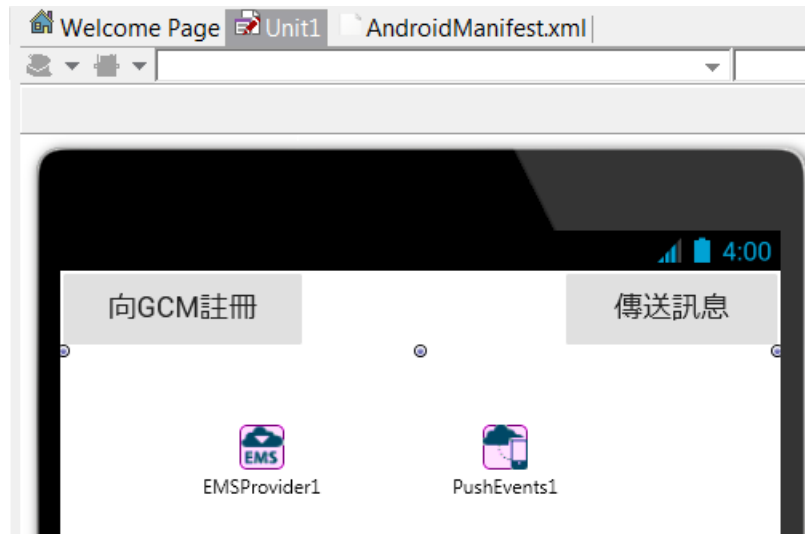 Welcome Page Unit1 AndroidManifest.xml
4:00
向GCM註冊 傳送訊息
EMS
EMSProvider1 PushEvents1